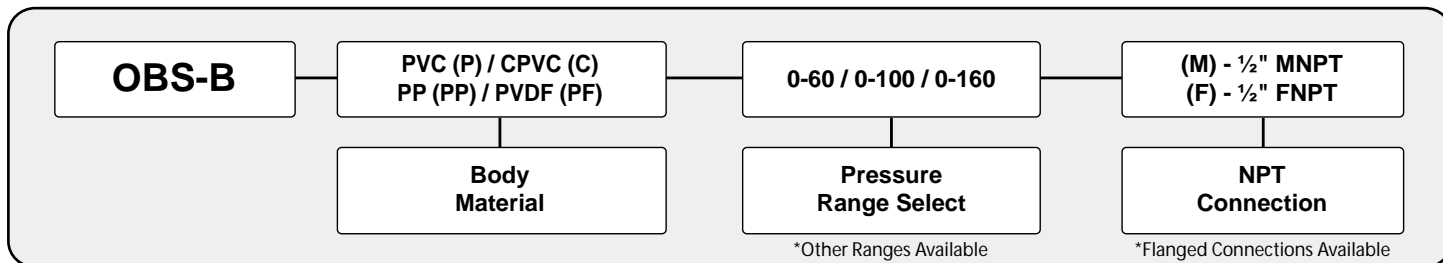 OBS-B
PVC (P) / CPVC (C)
PP (PP) / PVDF (PF)
0-60 / 0-100 / 0-160
(M) - ½" MNPT
(F) - ½" FNPT
Body
Material
Pressure
Range Select
NPT
Connection
*Other Ranges Available
*Flanged Connections Available